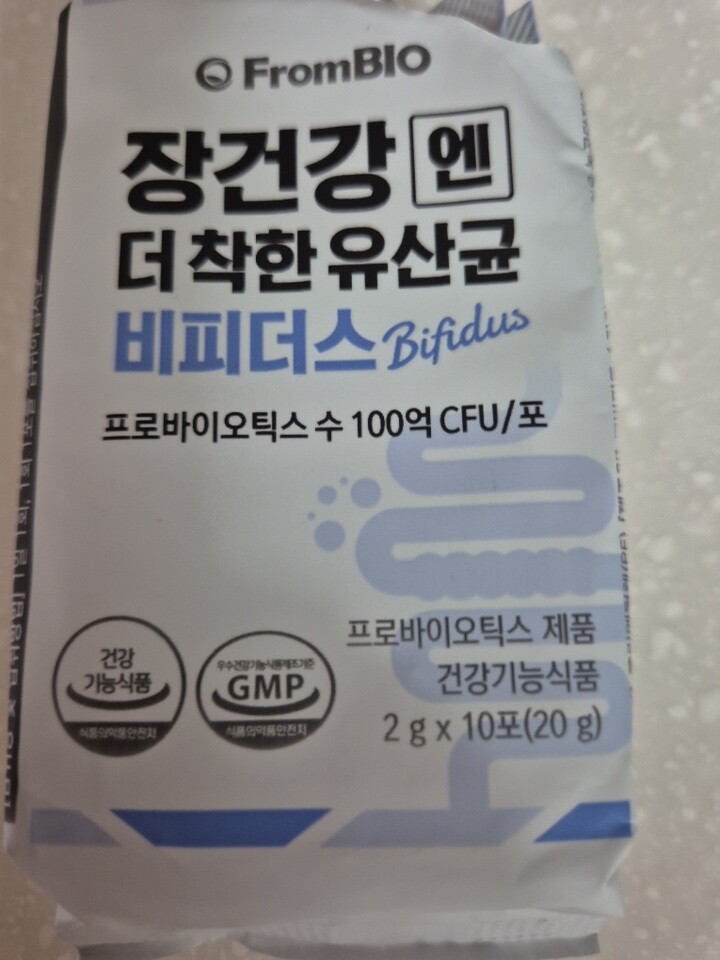 FromBIO
장건강 엔
더 착한 유산균
비피더스 Bifidus
프로바이오틱스 수 100억 CFU/포
건강
기능식품
식품의약품안전처
우수건강기능식품제조기준
GMP
식품의약품안전처
프로바이오틱스 제품
건강기능식품
2 g x 10포(20 g)